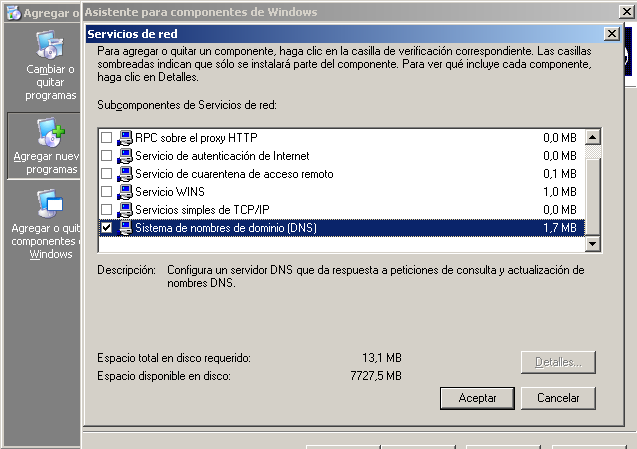 Agregar o
Asistente para componentes de Windows
Servicios de red
Para agregar o quitar un componente, haga clic en la casilla de verificación correspondiente. Las casillas
sombreadas indican que sólo se instalará parte del componente. Para ver qué incluye cada componente,
haga clic en Detalles.
Cambiar o
quitar
programas
Subcomponentes de Servicios de red:
RPC sobre el proxy HTTP 0,0 MB
Servicio de autenticación de Internet 0,0 MB
Servicio de cuarentena de acceso remoto 0,1 MB
Servicio WINS 1,0 MB
Servicios simples de TCP/IP 0,0 MB
Sistema de nombres de dominio (DNS) 1,7 MB
Agregar nuev
programas
Agregar o quit
componentes d
Windows
Descripción: Configura un servidor DNS que da respuesta a peticiones de consulta y actualización de
nombres DNS.
Espacio total en disco requerido: 13,1 MB
Espacio disponible en disco: 7727,5 MB
Detalles...
Aceptar
Cancelar